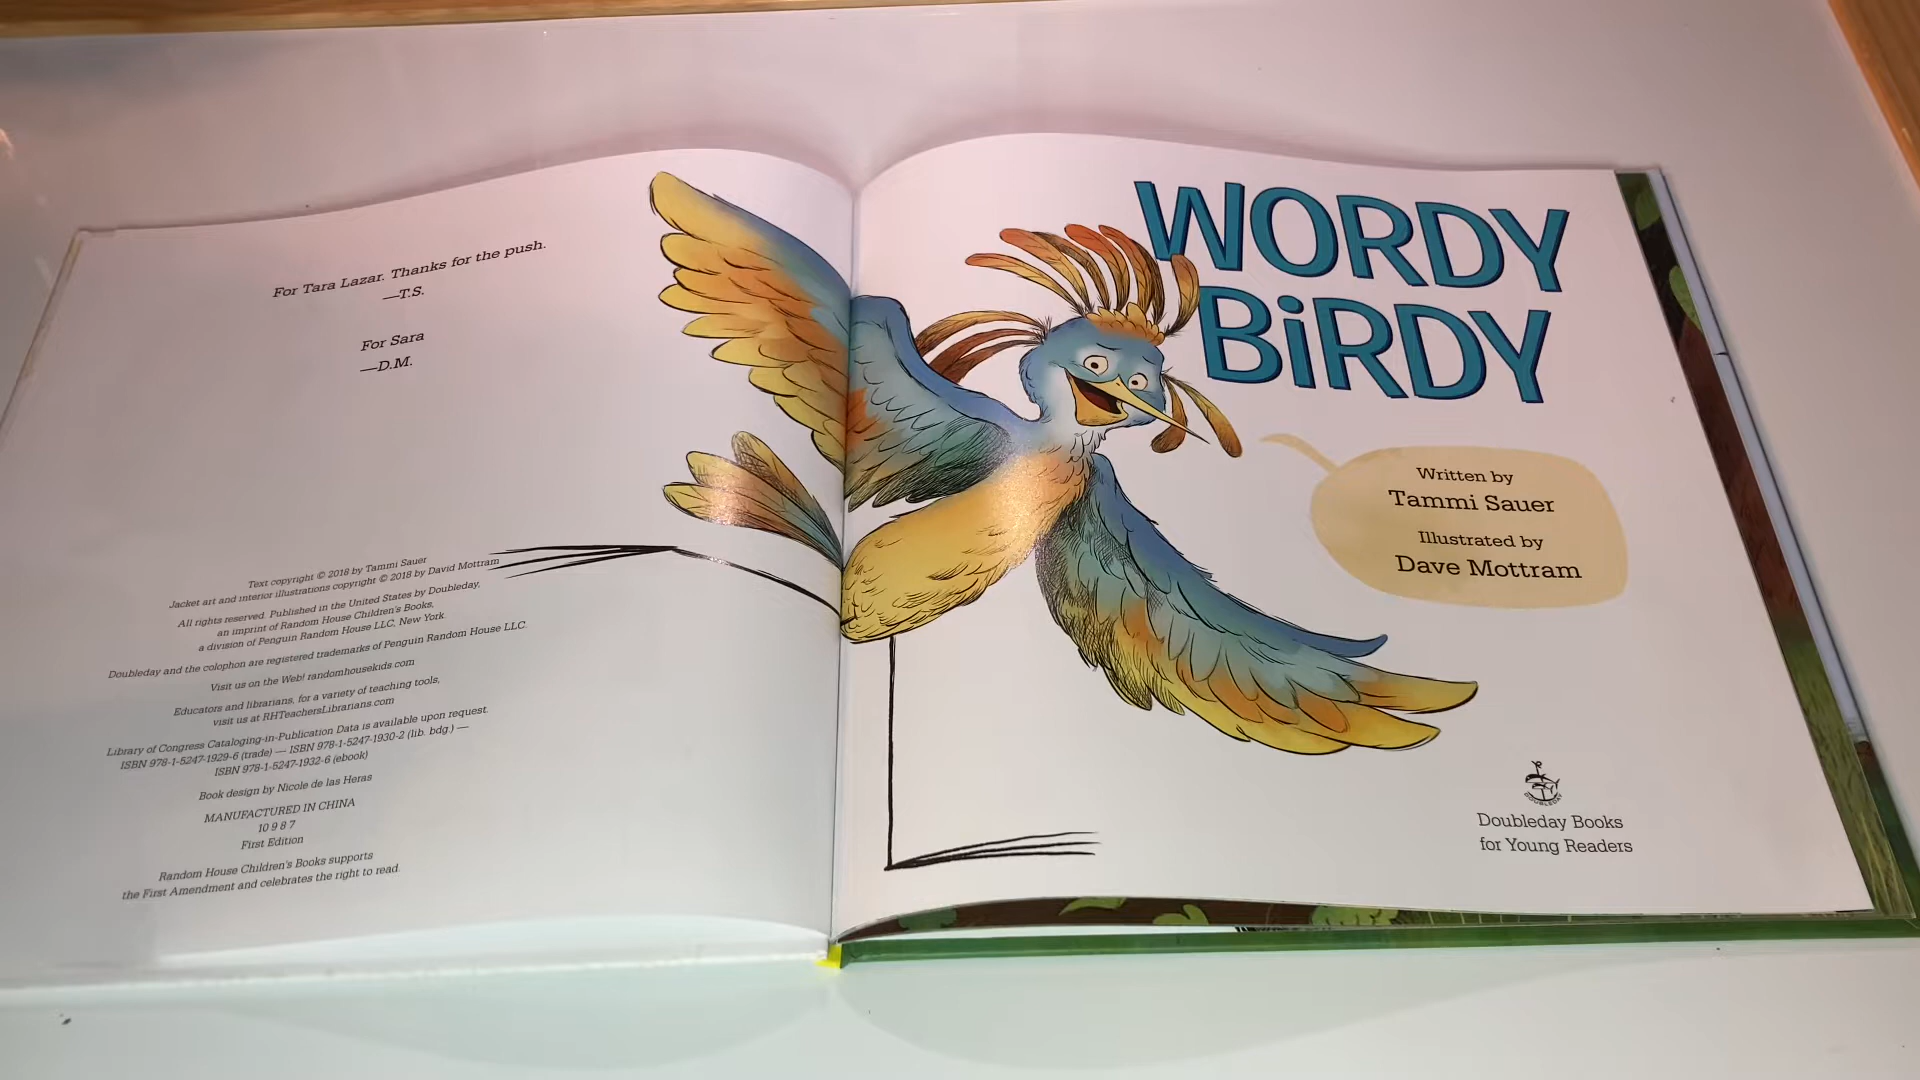 For Tara Lazar. Thanks for the push.
—T.S.
For Sara
—D.M.
Text copyright © 2018 by Tammi Sauer
Jacket art and interior illustrations copyright © 2018 by David Mottram
All rights reserved. Published in the United States by Doubleday,
an imprint of Random House Children's Books,
a division of Penguin Random House LLC, New York.
Doubleday and the colophon are registered trademarks of Penguin Random House LLC.
Visit us on the Web! randomhousekids.com
Educators and librarians, for a variety of teaching tools,
visit us at RHTeachersLibrarians.com
Library of Congress Cataloging-in-Publication Data is available upon request.
ISBN 978-1-5247-1929-6 (trade) — ISBN 978-1-5247-1930-2 (lib. bdg.) —
ISBN 978-1-5247-1932-6 (ebook)
Book design by Nicole de las Heras
MANUFACTURED IN CHINA
10 9 8 7
First Edition
Random House Children's Books supports
the First Amendment and celebrates the right to read.
WORDY
BiRDY
Written by
Tammi Sauer
Illustrated by
Dave Mottram
DOUBLEDAY
Doubleday Books
for Young Readers